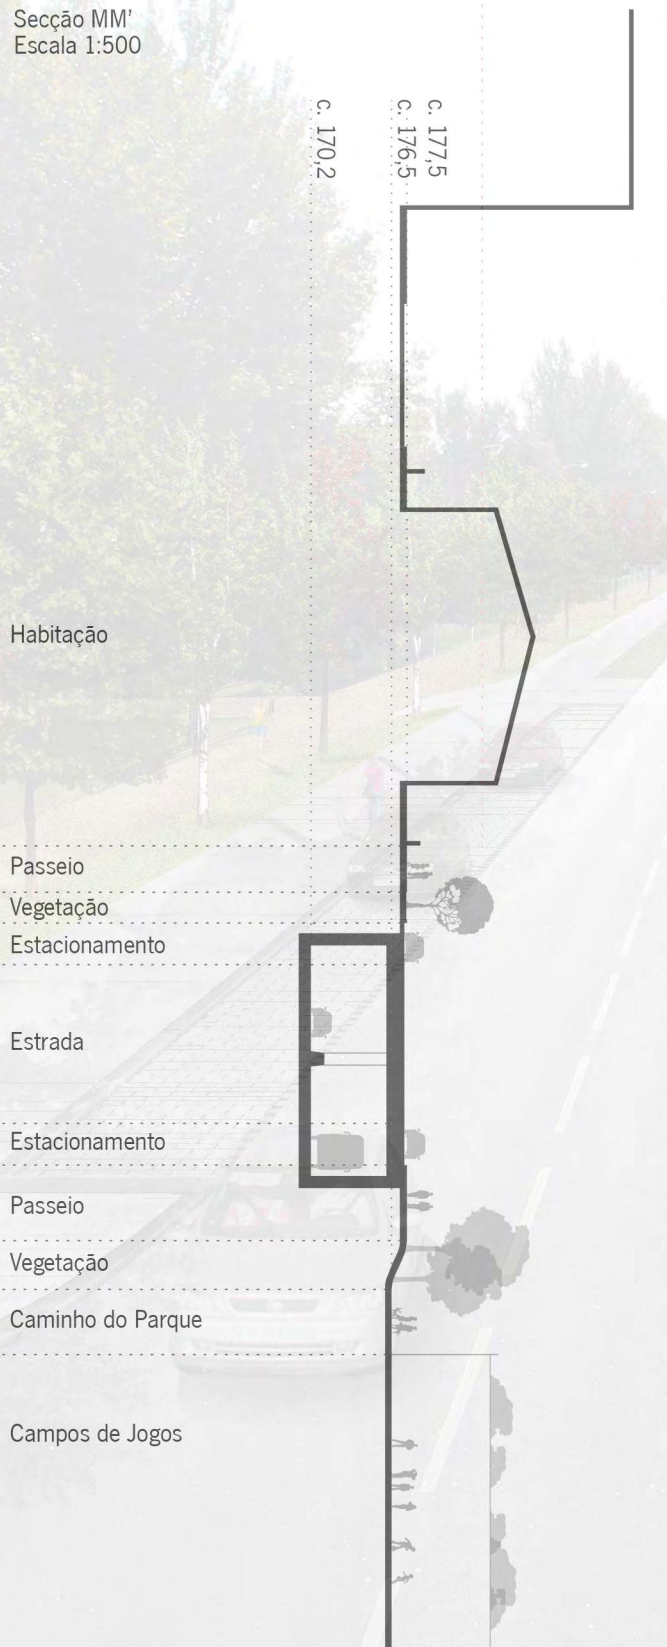 Secção MM’
Escala 1:500
c. 170,2
c. 176,5
c. 177,5
Habitação
Passeio
Vegetação
Estacionamento
Estrada
Estacionamento
Passeio
Vegetação
Caminho do Parque
Campos de Jogos